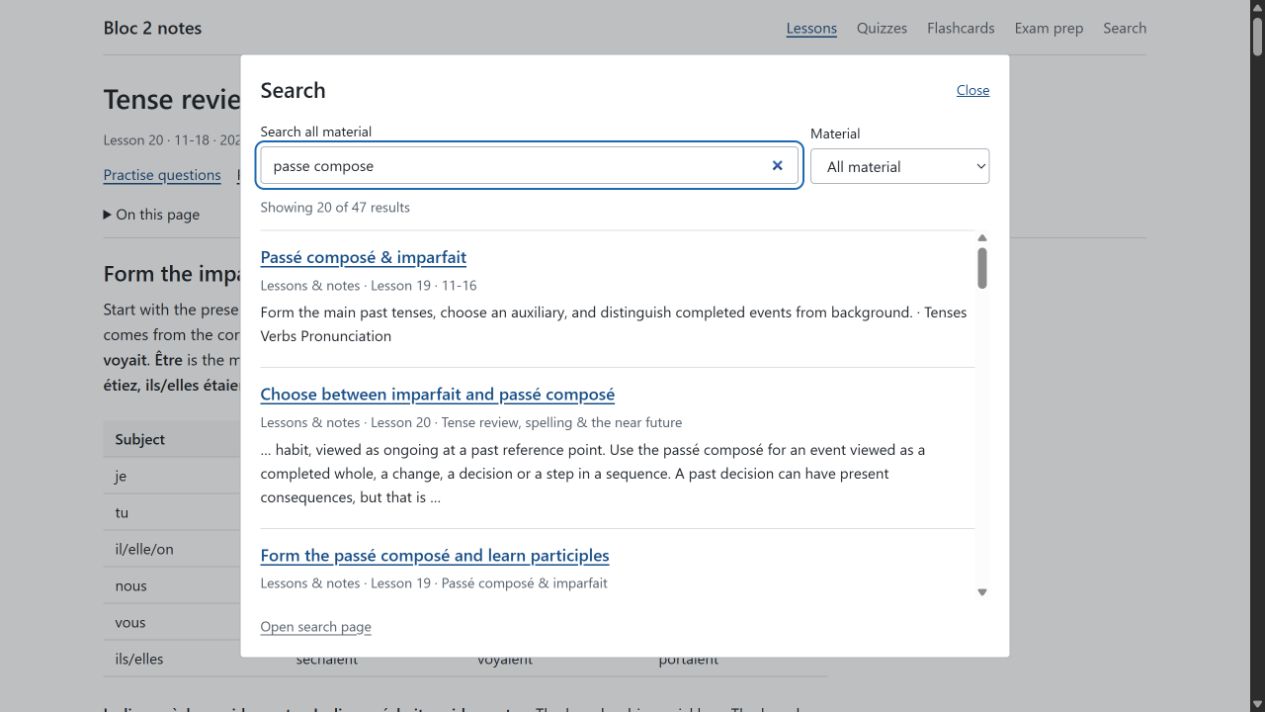 Bloc 2 notes
Lessons Quizzes Flashcards Exam prep Search
Tense revie
Lesson 20 · 11-18 · 202
Practise questions
On this page
Form the impa
Start with the prese
comes from the cor
voyait. Être is the m
étiez, ils/elles étaie
Subject
je
tu
il/elle/on
nous
vous
ils/elles séchaient voyaient portaient
Search
Close
Search all material
Material
passe compose
All material
Showing 20 of 47 results
Passé composé & imparfait
Lessons & notes · Lesson 19 · 11-16
Form the main past tenses, choose an auxiliary, and distinguish completed events from background. · Tenses
Verbs Pronunciation
Choose between imparfait and passé composé
Lessons & notes · Lesson 20 · Tense review, spelling & the near future
... habit, viewed as ongoing at a past reference point. Use the passé composé for an event viewed as a
completed whole, a change, a decision or a step in a sequence. A past decision can have present
consequences, but that is ...
Form the passé composé and learn participles
Lessons & notes · Lesson 19 · Passé composé & imparfait
Open search page